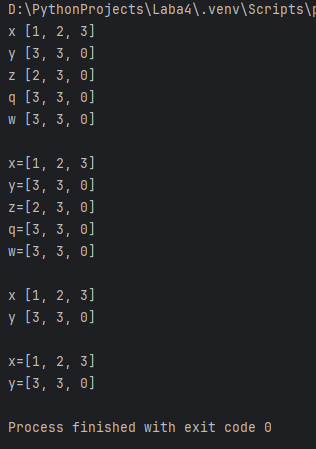 D:\PythonProjects\Laba4\.venv\Scripts\
x [1, 2, 3]
y [3, 3, 0]
z [2, 3, 0]
q [3, 3, 0]
w [3, 3, 0]
x=[1, 2, 3]
y=[3, 3, 0]
z=[2, 3, 0]
q=[3, 3, 0]
w=[3, 3, 0]
x [1, 2, 3]
y [3, 3, 0]
x=[1, 2, 3]
y=[3, 3, 0]
Process finished with exit code 0